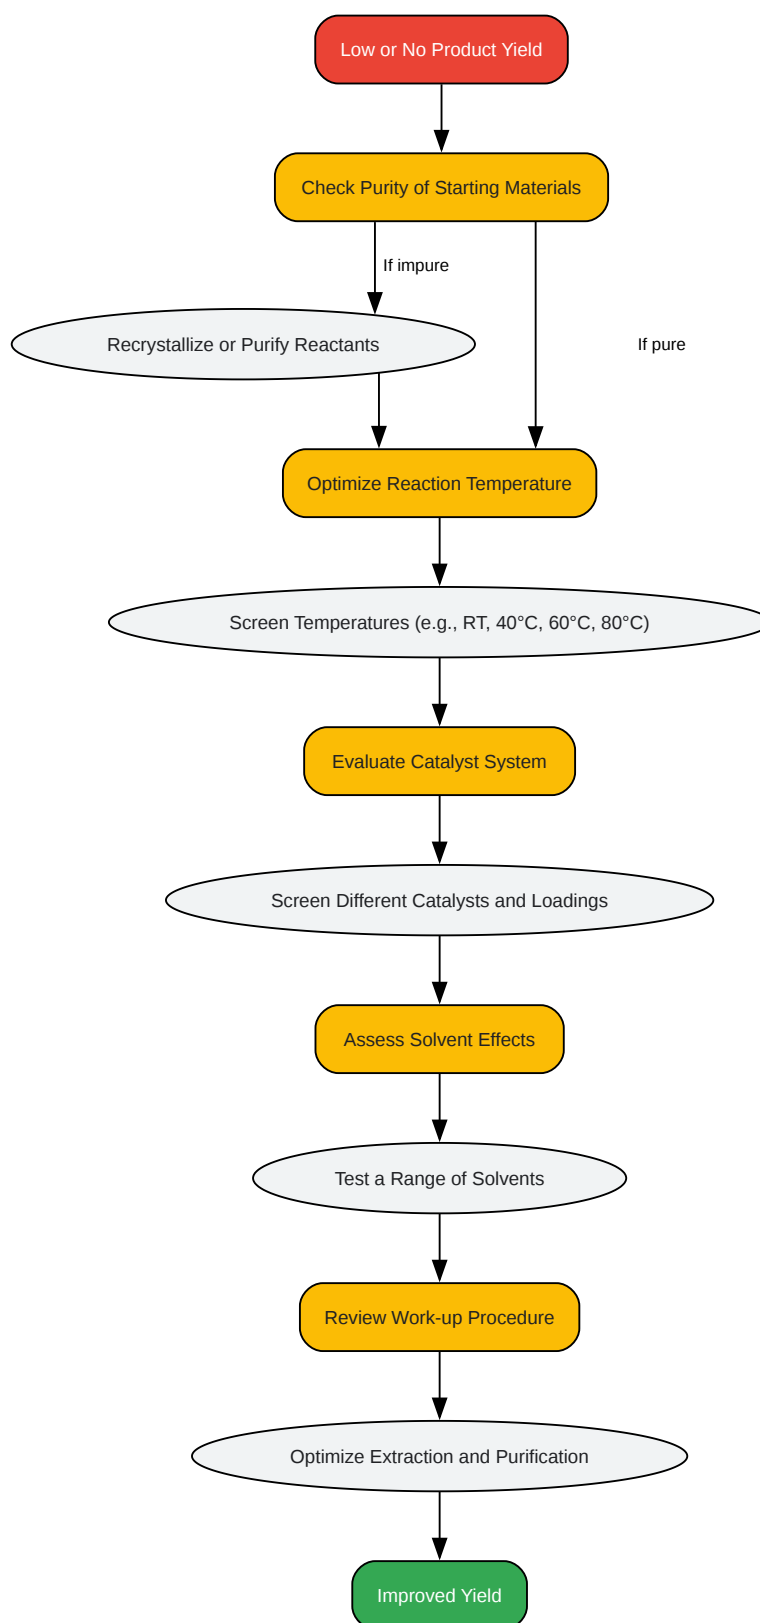 Low or No Product Yield
Check Purity of Starting Materials
If impure
Recrystallize or Purify Reactants
If pure
Optimize Reaction Temperature
Screen Temperatures (e.g., RT, 40°C, 60°C, 80°C)
Evaluate Catalyst System
Screen Different Catalysts and Loadings
Assess Solvent Effects
Test a Range of Solvents
Review Work-up Procedure
Optimize Extraction and Purification
Improved Yield